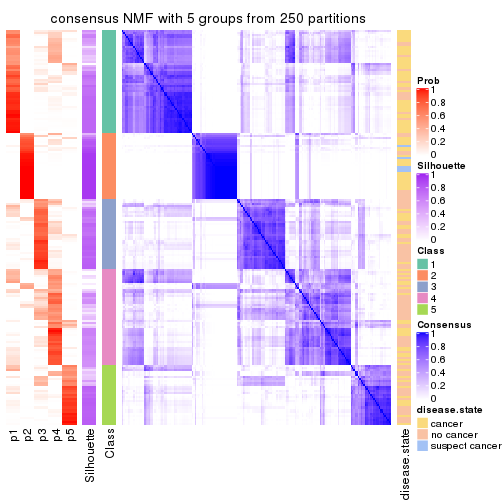 consensus NMF with 5 groups from 250 partitions
Prob
1
0.8
0.6
0.4
0.2
0
Silhouette
1
0.8
0.6
0.4
0.2
0
Class
1
2
3
4
5
Consensus
1
0.8
0.6
0.4
0.2
0
disease.state
cancer
no cancer
suspect cancer
p1
p2
p3
p4
p5
Silhouette
Class
disease.state